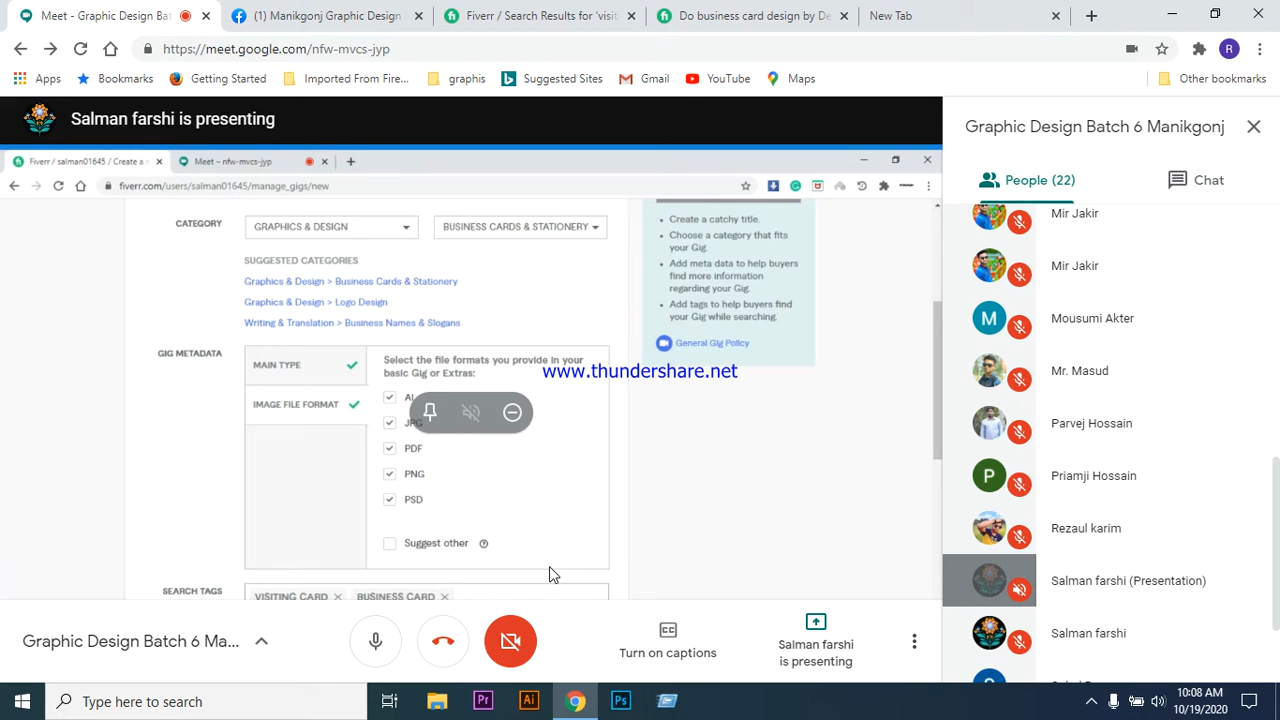 Meet - Graphic Design Batch
(1) Manikgonj Graphic Design
Fiverr / Search Results for 'visit
Do business card design by De
New Tab
https://meet.google.com/nfw-mvcs-jyp
R
Apps
Bookmarks
Getting Started
Imported From Fire...
graphis
Suggested Sites
Gmail
YouTube
Maps
Other bookmarks
Salman farshi is presenting
Graphic Design Batch 6 Manikgonj
People (22)
Chat
Fiverr / salman01645 / Create a
Meet – nfw-mvcs-jyp
fiverr.com/users/salman01645/manage_gigs/new
CATEGORY
GRAPHICS & DESIGN
BUSINESS CARDS & STATIONERY
SUGGESTED CATEGORIES
Graphics & Design > Business Cards & Stationery
Graphics & Design > Logo Design
Writing & Translation > Business Names & Slogans
GIG METADATA
MAIN TYPE
IMAGE FILE FORMAT
Select the file formats you provide in your
basic Gig or Extras:
AI
JPG
PDF
PNG
PSD
Suggest other
SEARCH TAGS
VISITING CARD
BUSINESS CARD
Create a catchy title.
Choose a category that fits
your Gig.
Add meta data to help buyers
find more information
regarding your Gig.
Add tags to help buyers find
your Gig while searching.
General Gig Policy
www.thundershare.net
Mir Jakir
Mir Jakir
M
Mousumi Akter
Mr. Masud
Parvej Hossain
P
Priamji Hossain
Rezaul karim
Salman farshi (Presentation)
Salman farshi
Graphic Design Batch 6 Ma...
Turn on captions
Salman farshi
is presenting
Type here to search
Pr
Ai
Ps
10:08 AM
10/19/2020